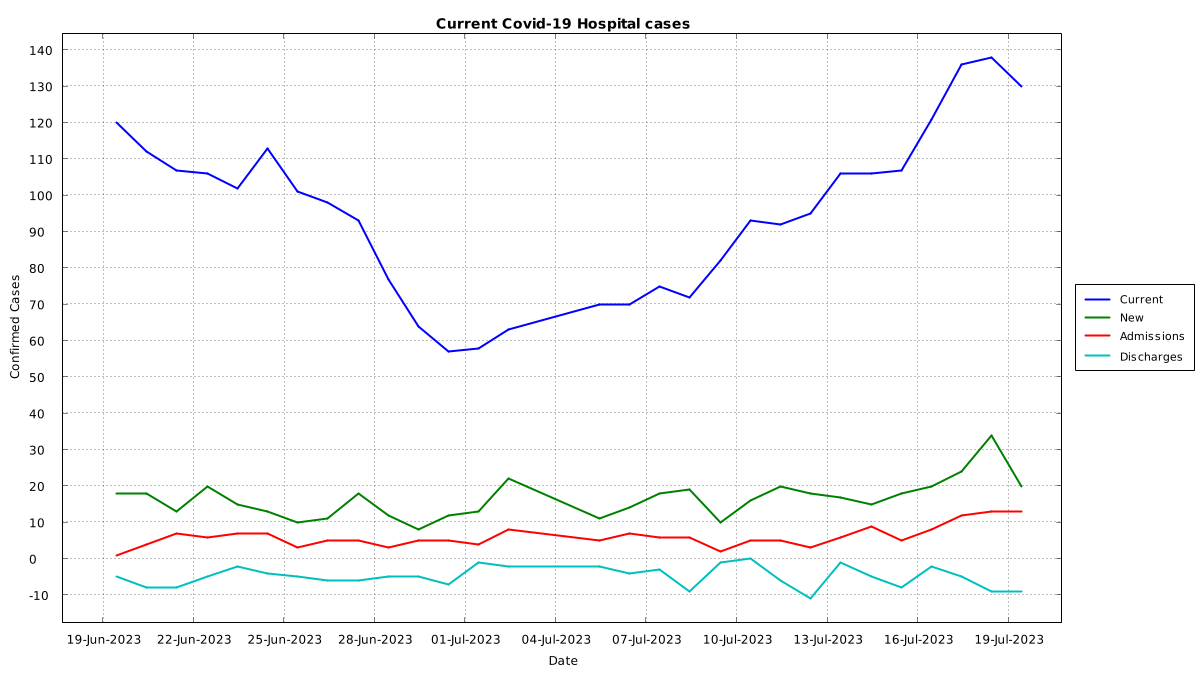 Current Covid-19 Hospital cases
Confirmed Cases
140
130
120
110
100
90
80
70
60
50
40
30
20
10
0
-10
19-Jun-2023 22-Jun-2023 25-Jun-2023 28-Jun-2023 01-Jul-2023 04-Jul-2023 07-Jul-2023 10-Jul-2023 13-Jul-2023 16-Jul-2023 19-Jul-2023
Date
Current
New
Admissions
Discharges